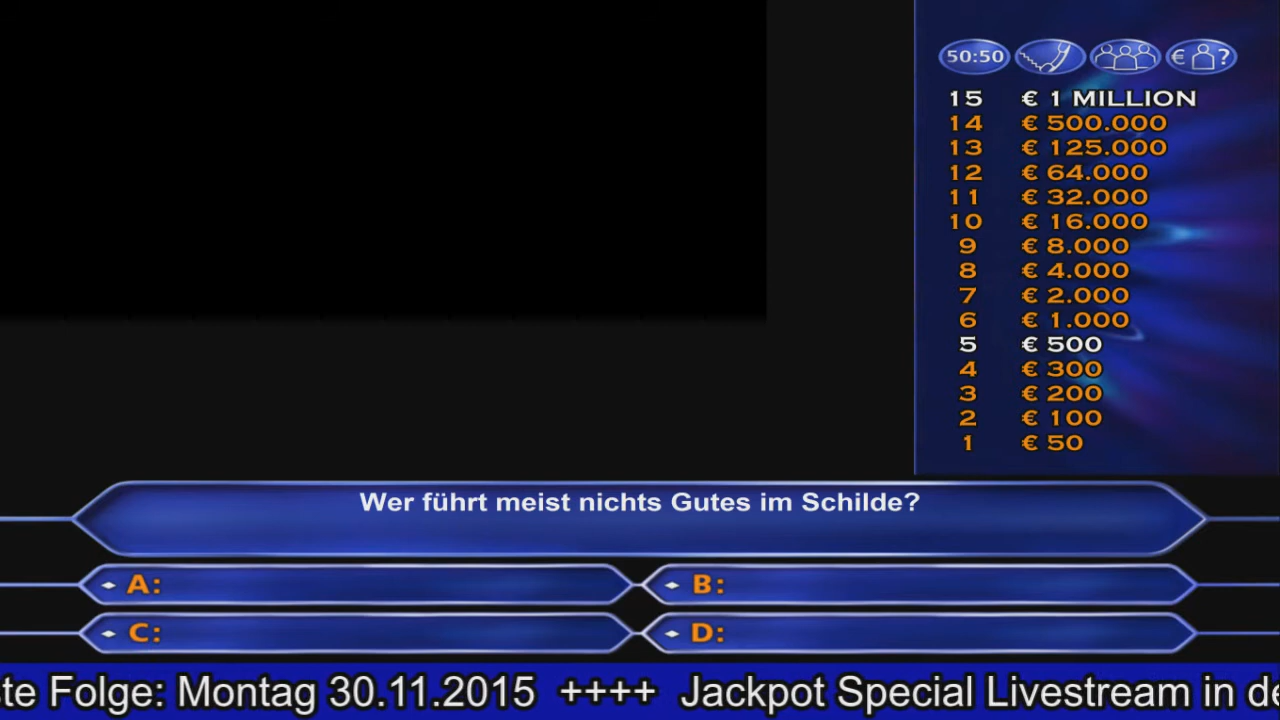 50:50 € ?
15 € 1 MILLION
14 € 500.000
13 € 125.000
12 € 64.000
11 € 32.000
10 € 16.000
9 € 8.000
8 € 4.000
7 € 2.000
6 € 1.000
5 € 500
4 € 300
3 € 200
2 € 100
1 € 50
Wer führt meist nichts Gutes im Schilde?
A: B:
C: D:
te Folge: Montag 30.11.2015 ++++ Jackpot Special Livestream in de